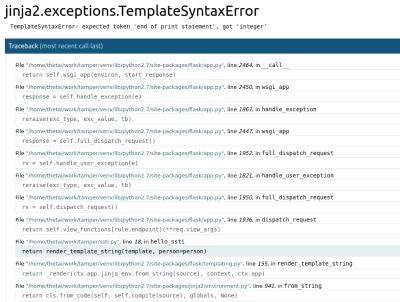 jinja2.exceptions.TemplateSyntaxError
TemplateSyntaxError: expected token 'end of print statement', got 'integer'
Traceback (most recent call last)
File "/home/thetai/work/tamper/venv/lib/python2.7/site-packages/flask/app.py", line 2464, in __call__
return self.wsgi_app(environ, start_response)
File "/home/thetai/work/tamper/venv/lib/python2.7/site-packages/flask/app.py", line 2450, in wsgi_app
response = self.handle_exception(e)
File "/home/thetai/work/tamper/venv/lib/python2.7/site-packages/flask/app.py", line 1867, in handle_exception
reraise(exc_type, exc_value, tb)
File "/home/thetai/work/tamper/venv/lib/python2.7/site-packages/flask/app.py", line 2447, in wsgi_app
response = self.full_dispatch_request()
File "/home/thetai/work/tamper/venv/lib/python2.7/site-packages/flask/app.py", line 1952, in full_dispatch_request
rv = self.handle_user_exception(e)
File "/home/thetai/work/tamper/venv/lib/python2.7/site-packages/flask/app.py", line 1821, in handle_user_exception
reraise(exc_type, exc_value, tb)
File "/home/thetai/work/tamper/venv/lib/python2.7/site-packages/flask/app.py", line 1950, in full_dispatch_request
rv = self.dispatch_request()
File "/home/thetai/work/tamper/venv/lib/python2.7/site-packages/flask/app.py", line 1936, in dispatch_request
return self.view_functions[rule.endpoint](**req.view_args)
File "/home/thetai/work/tamper/ssti.py", line 18, in hello_ssti
return render_template_string(template, person=person)
File "/home/thetai/work/tamper/venv/lib/python2.7/site-packages/flask/templating.py", line 155, in render_template_string
return _render(ctx.app.jinja_env.from_string(source), context, ctx.app)
File "/home/thetai/work/tamper/venv/lib/python2.7/site-packages/jinja2/environment.py", line 941, in from_string
return cls.from_code(self, self.compile(source), globals, None)